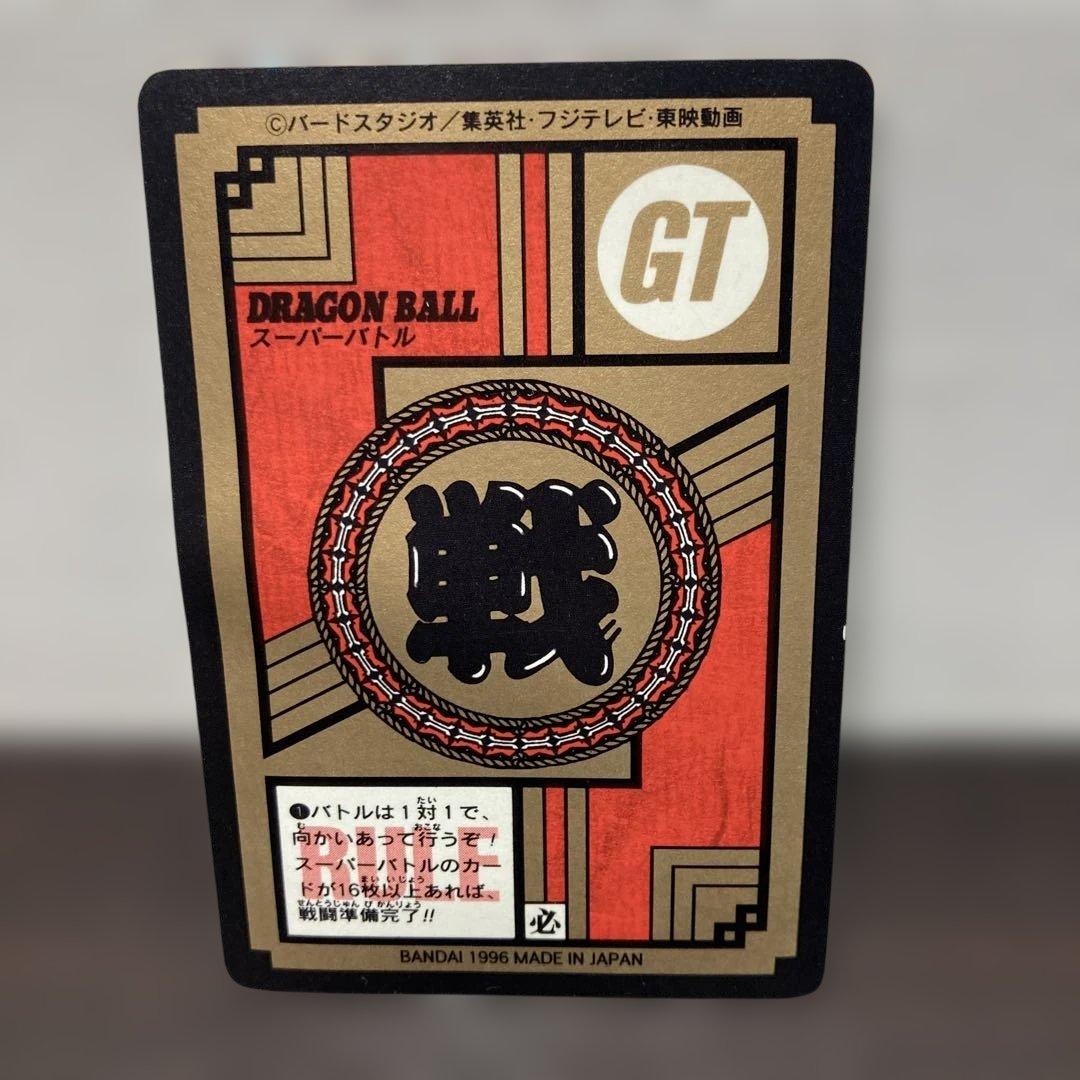 ©バードスタジオ／集英社・フジテレビ・東映動画
GT
DRAGON BALL
スーパーバトル
戦
RULE
❶バトルは1対1で、
向かいあって行うぞ！
スーパーバトルのカー
ドが16枚以上あれば、
戦闘準備完了!!
必
BANDAI 1996 MADE IN JAPAN